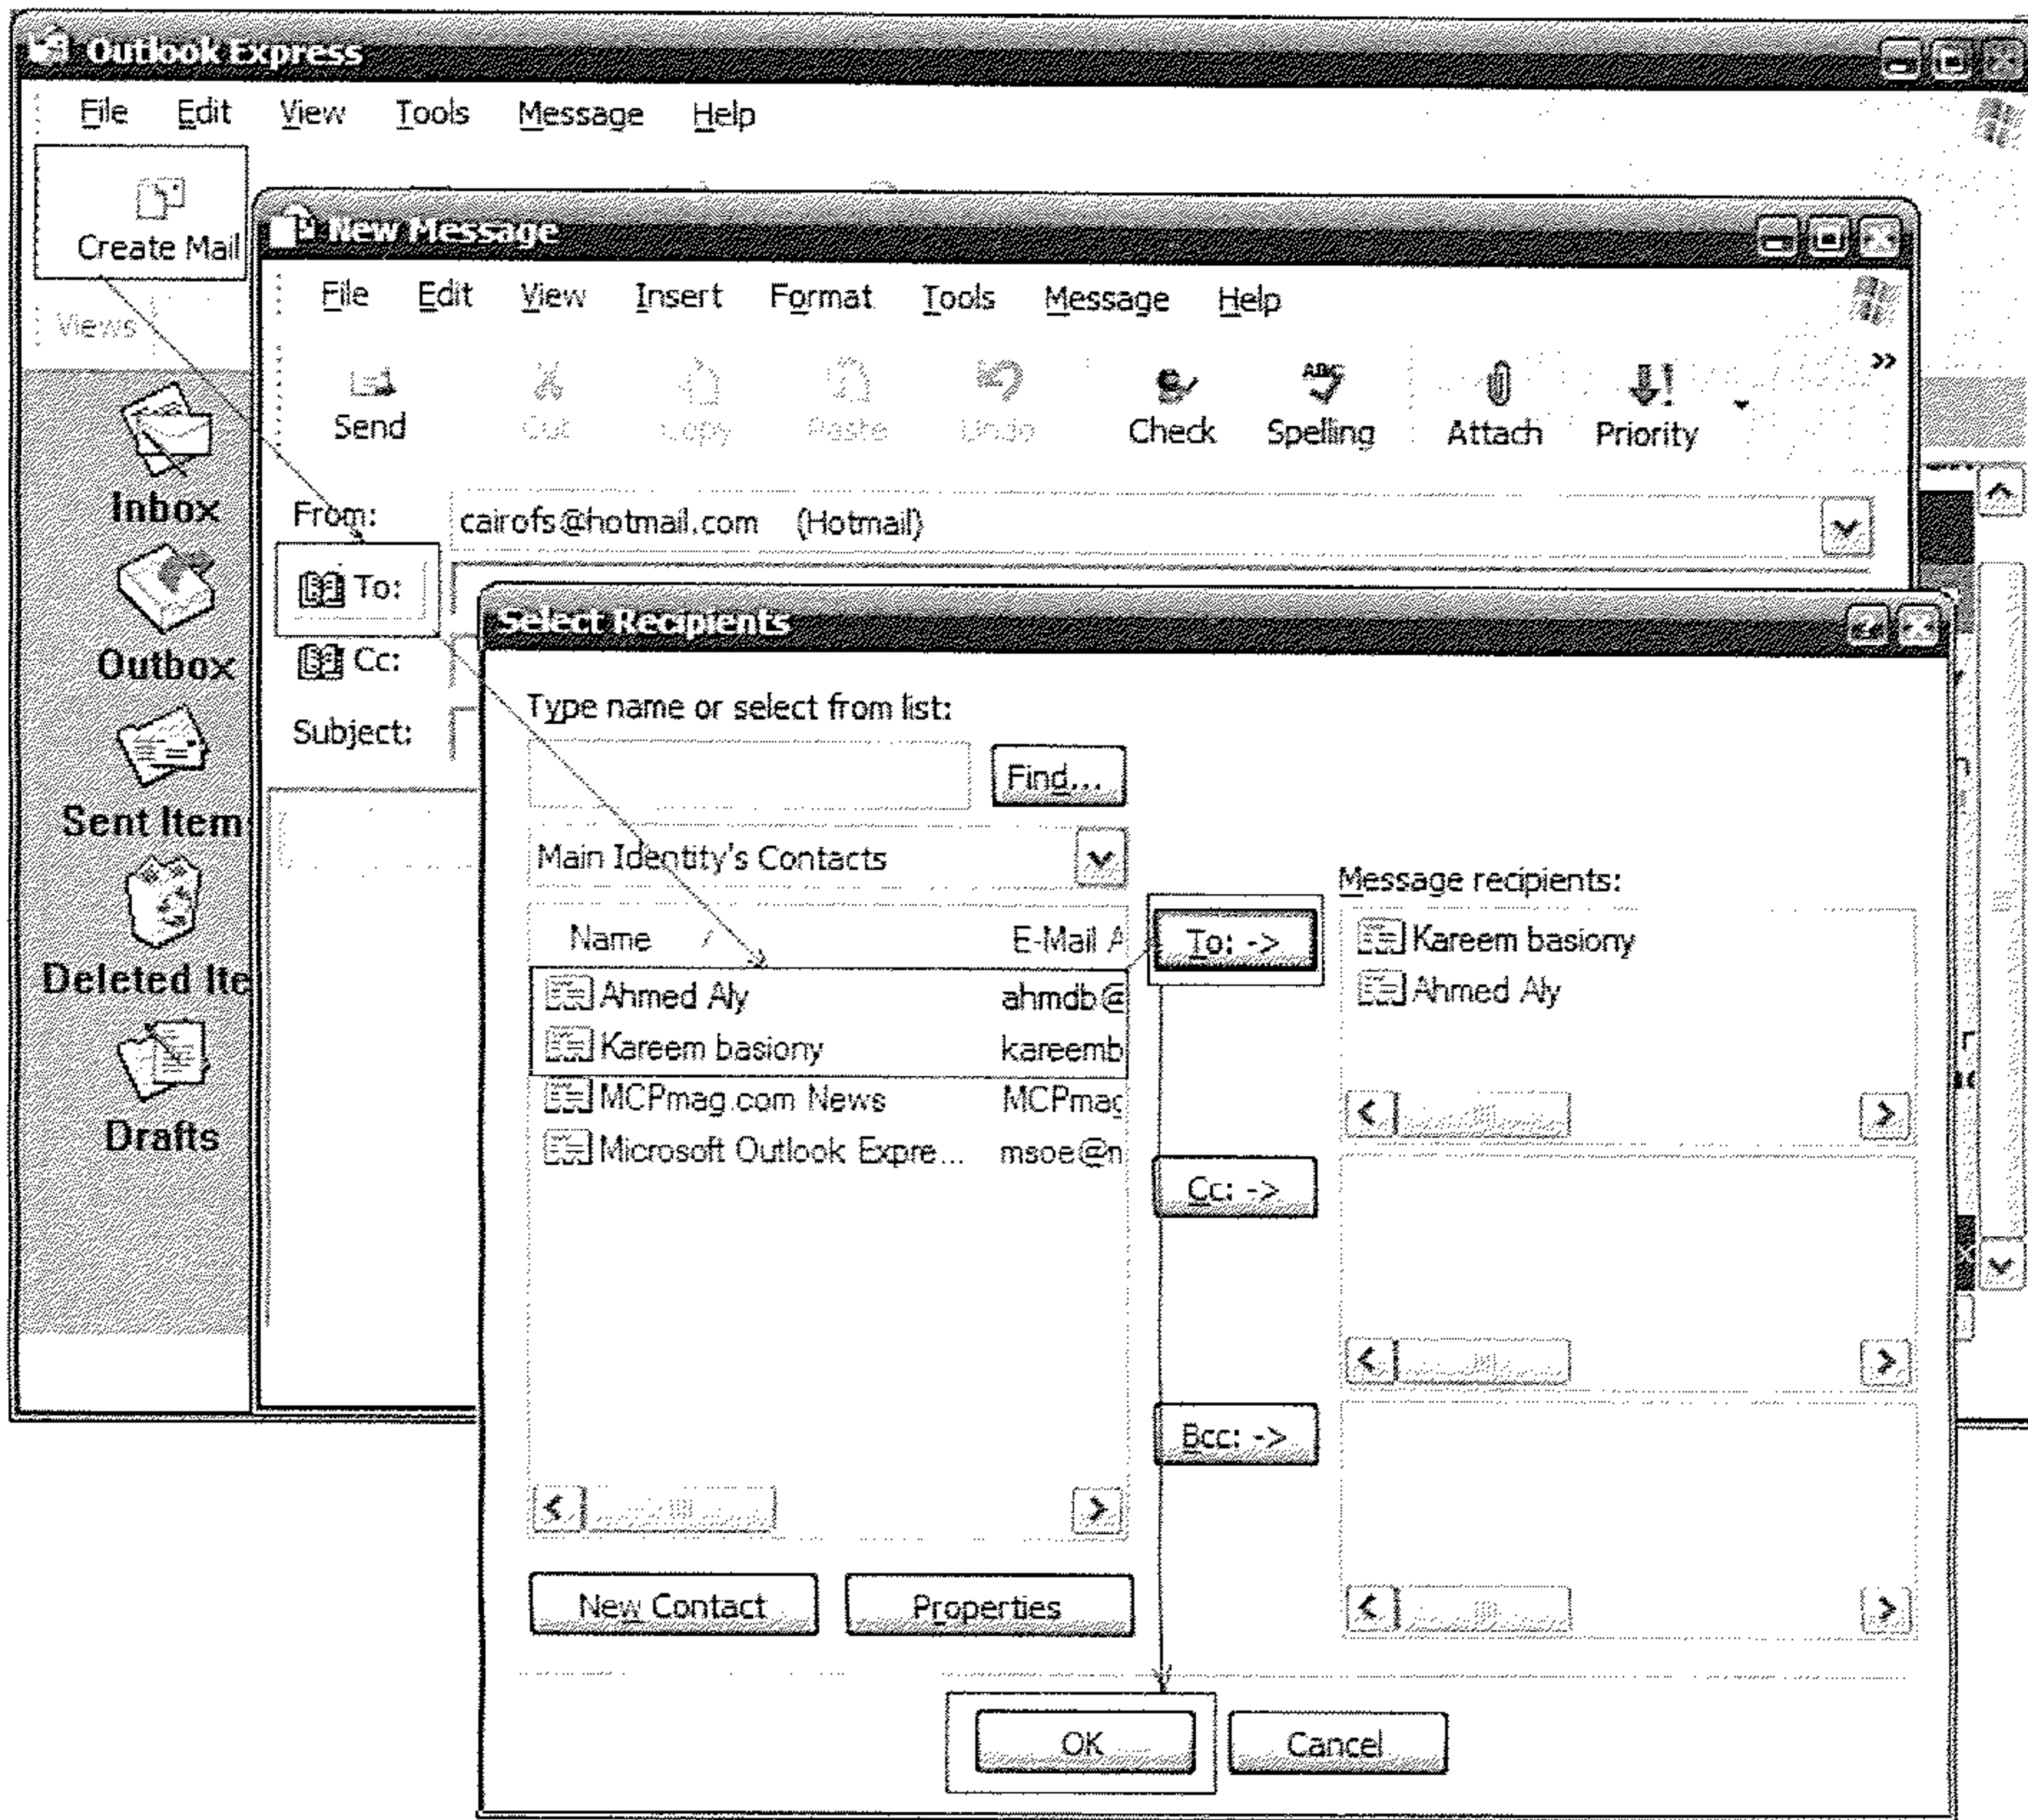 Outlook Express
File Edit View Tools Message Help
Create Mail
Views
Inbox
Outbox
Sent Item
Deleted Ite
Drafts
New Message
File Edit View Insert Format Tools Message Help
Send Cut Copy Paste Undo Check Spelling Attach Priority
From: cairofs@hotmail.com (Hotmail)
To:
Cc:
Subject:
Select Recipients
Type name or select from list:
Find...
Main Identity's Contacts
Name E-Mail A
Ahmed Aly ahmdb@
Kareem basiony kareemb
MCPmag.com News MCPmag
Microsoft Outlook Expre... msoe@m
To: ->
Cc: ->
Bcc: ->
Message recipients:
Kareem basiony
Ahmed Aly
New Contact Properties
OK Cancel